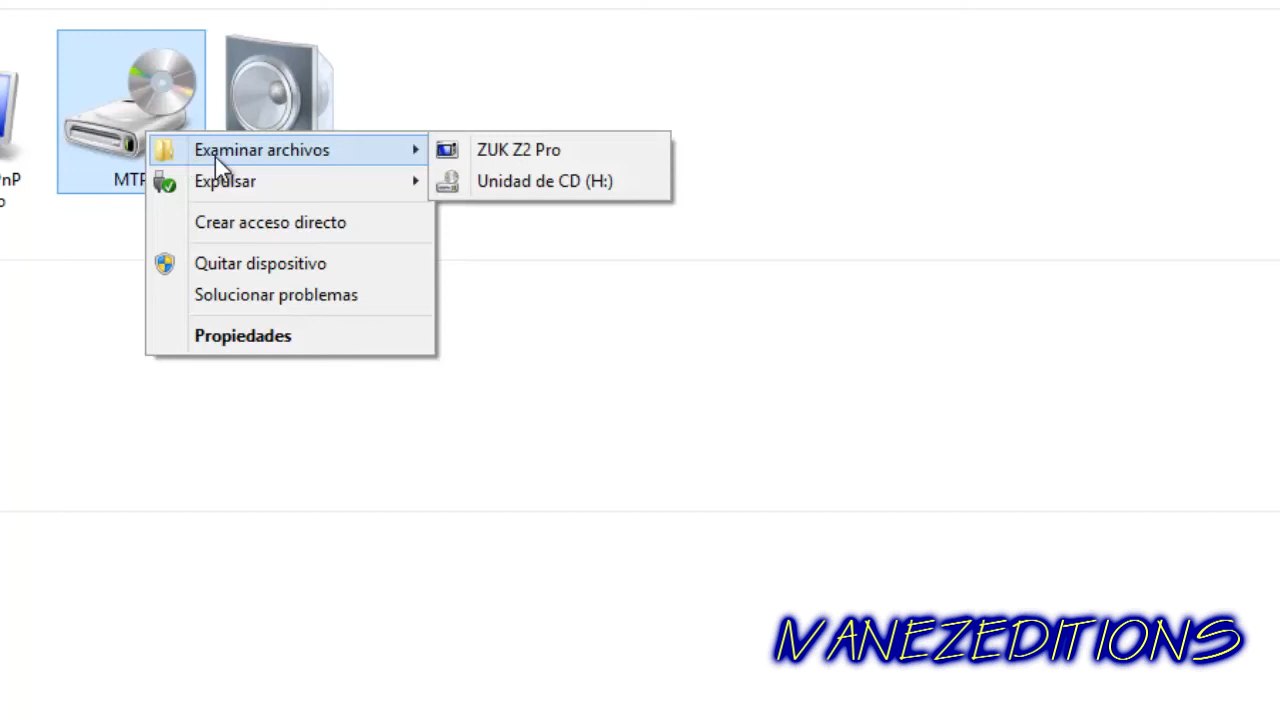 nP
o
MTP
Examinar archivos
Expulsar
Crear acceso directo
Quitar dispositivo
Solucionar problemas
Propiedades
ZUK Z2 Pro
Unidad de CD (H:)
IVANEZEDITIONS